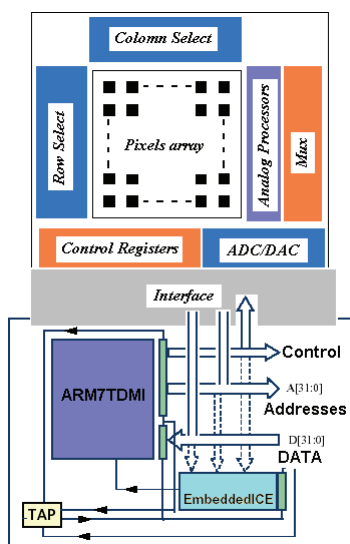 Colomn Select
Row Select
Pixels array
Analog Processors
Mux
Control Registers
ADC/DAC
Interface
Control
ARM7TDMI
A[31:0]
Addresses
D[31:0]
DATA
EmbeddedICE
TAP